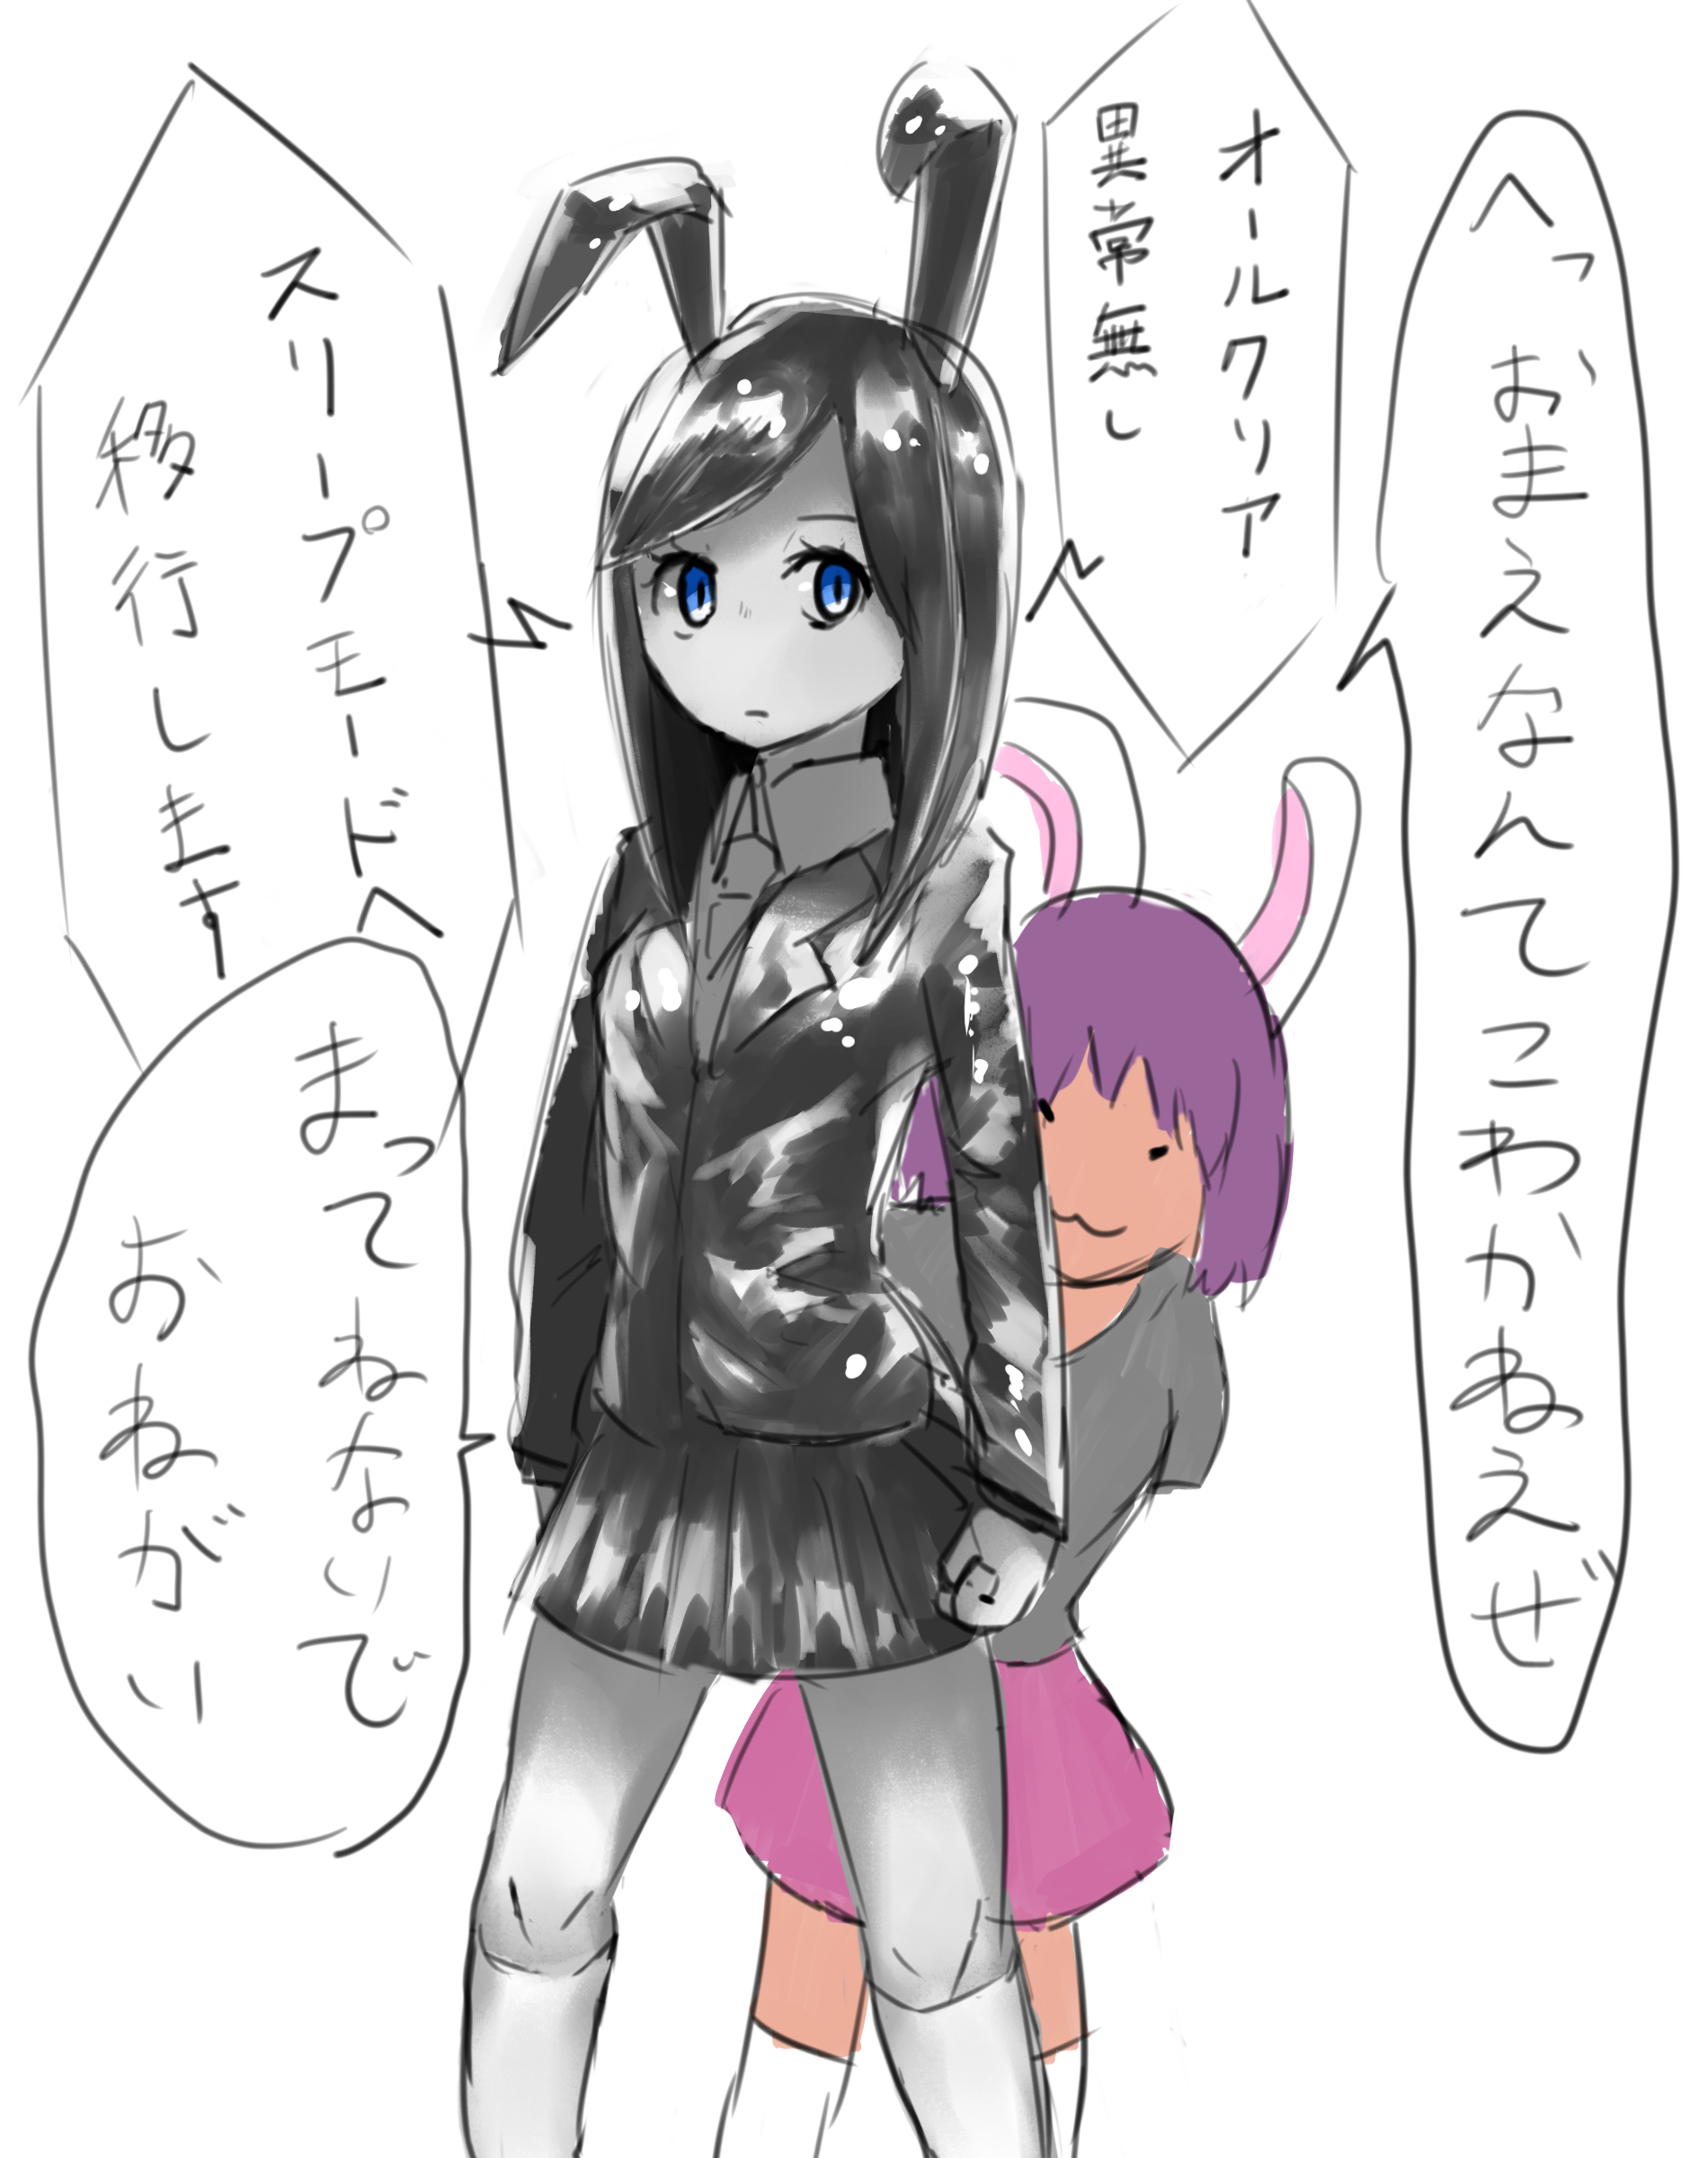 へっ おまえなんてこわかねえぜ
オールクリア
異常無し
スリープモードへ
移行します
まってねないで
おねがい